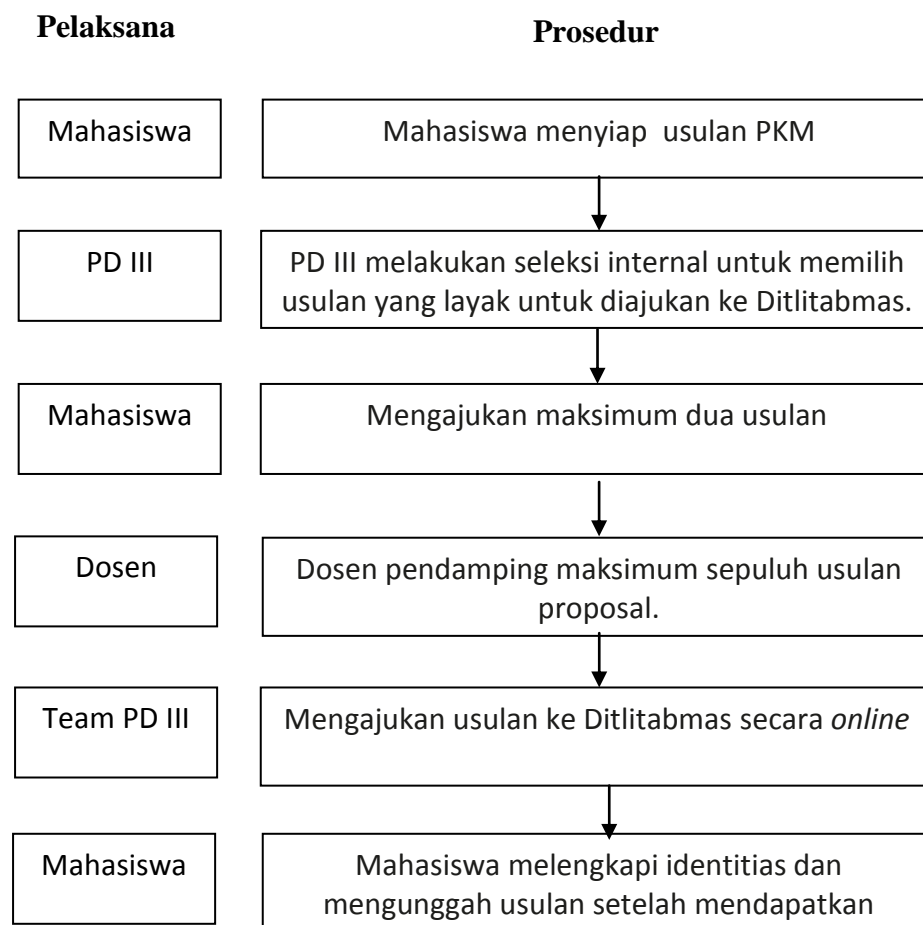 Pelaksana
Prosedur
Mahasiswa
Mahasiswa menyiap  usulan PKM
PD III
PD III melakukan seleksi internal untuk memilih
usulan yang layak untuk diajukan ke Ditlitabmas.
Mahasiswa
Mengajukan maksimum dua usulan
Dosen
Dosen pendamping maksimum sepuluh usulan
proposal.
Team PD III
Mengajukan usulan ke Ditlitabmas secara online
Mahasiswa
Mahasiswa melengkapi identitias dan
mengunggah usulan setelah mendapatkan